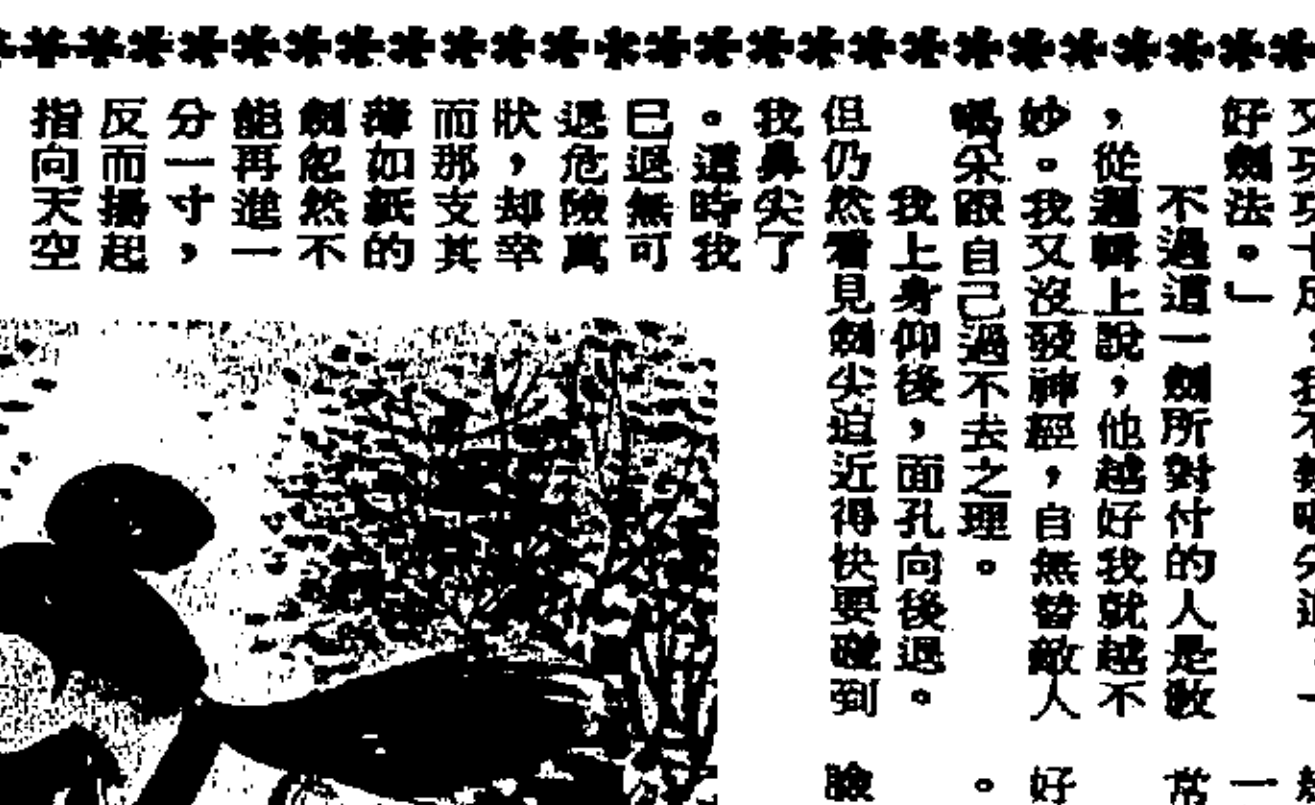 好劍法。」
不過這一劍所對付的人是
，從邏輯上說，他越好我就越不
妙。我又沒發神經，自無替敵人
喝采跟自己過不去之理。
我上身仰後，面孔向後退。
但仍然看見劍尖迫近得快要碰到
我鼻尖了
。這時我
已退無可
退危險萬
狀，却幸
而那支其
薄如紙的
劍忽然不
能再進一
分一寸，
反而揚起
指向天空
一
常
好
。
臉